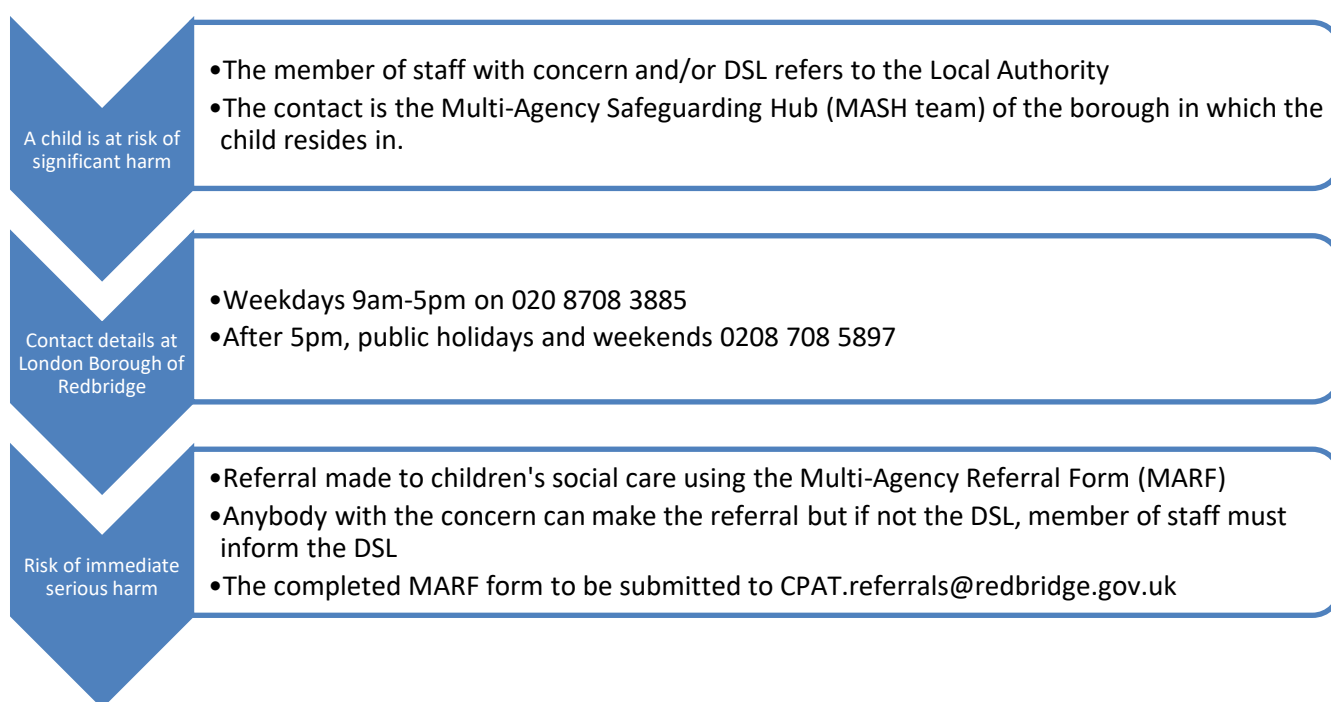 A child is at risk of
significant harm
•The member of staff with concern and/or DSL refers to the Local Authority
•The contact is the Multi-Agency Safeguarding Hub (MASH team) of the borough in which the
child resides in.
Contact details at
London Borough of
Redbridge
•Weekdays 9am-5pm on 020 8708 3885
•After 5pm, public holidays and weekends 0208 708 5897
Risk of immediate
serious harm
•Referral made to children's social care using the Multi-Agency Referral Form (MARF)
•Anybody with the concern can make the referral but if not the DSL, member of staff must
inform the DSL
•The completed MARF form to be submitted to CPAT.referrals@redbridge.gov.uk